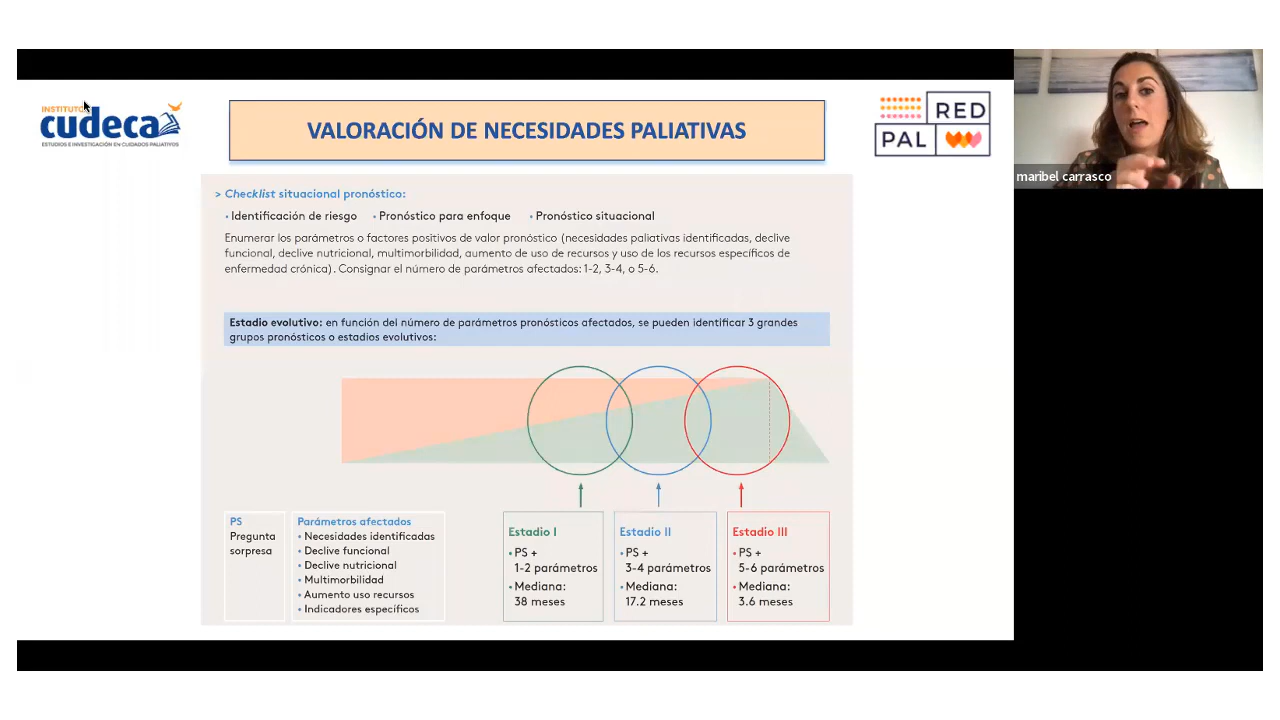 INSTITUTO
cudeca
ESTUDIOS E INVESTIGACIÓN EN CUIDADOS PALIATIVOS
VALORACIÓN DE NECESIDADES PALIATIVAS
RED
PAL
maribel carrasco
> Checklist situacional pronóstico:
• Identificación de riesgo • Pronóstico para enfoque • Pronóstico situacional
Enumerar los parámetros o factores positivos de valor pronóstico (necesidades paliativas identificadas, declive
funcional, declive nutricional, multimorbilidad, aumento de uso de recursos y uso de los recursos específicos de
enfermedad crónica). Consignar el número de parámetros afectados: 1-2, 3-4, o 5-6.
Estadio evolutivo: en función del número de parámetros pronósticos afectados, se pueden identificar 3 grandes
grupos pronósticos o estadios evolutivos:
PS
Pregunta
sorpresa
Parámetros afectados
• Necesidades identificadas
• Declive funcional
• Declive nutricional
• Multimorbilidad
• Aumento uso recursos
• Indicadores específicos
Estadio I
• PS +
1-2 parámetros
• Mediana:
38 meses
Estadio II
• PS +
3-4 parámetros
• Mediana:
17.2 meses
Estadio III
• PS +
5-6 parámetros
• Mediana:
3.6 meses